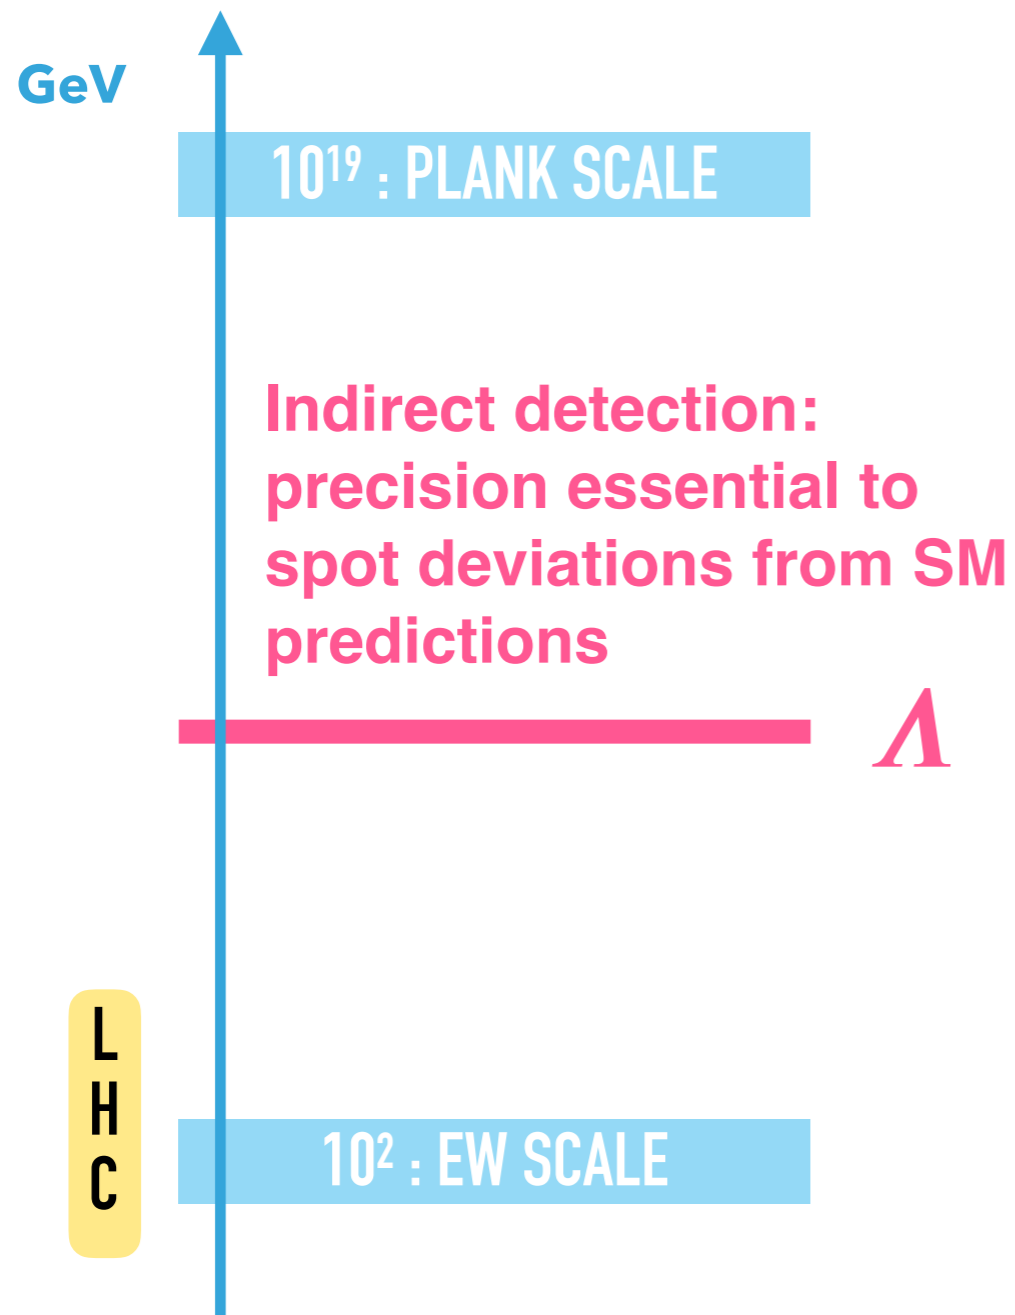 GeV
10¹⁹ : PLANK SCALE
Indirect detection:
precision essential to
spot deviations from SM
predictions
Λ
L
H
C
10² : EW SCALE